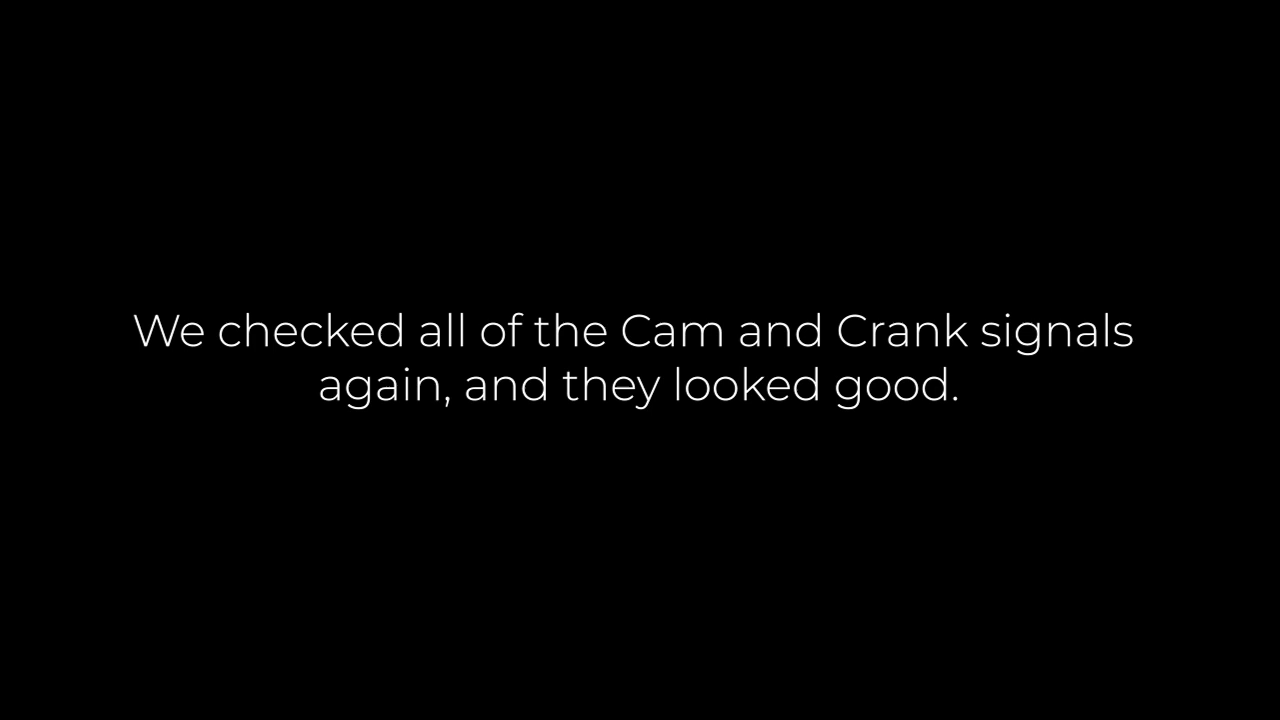 We checked all of the Cam and Crank signals
again, and they looked good.